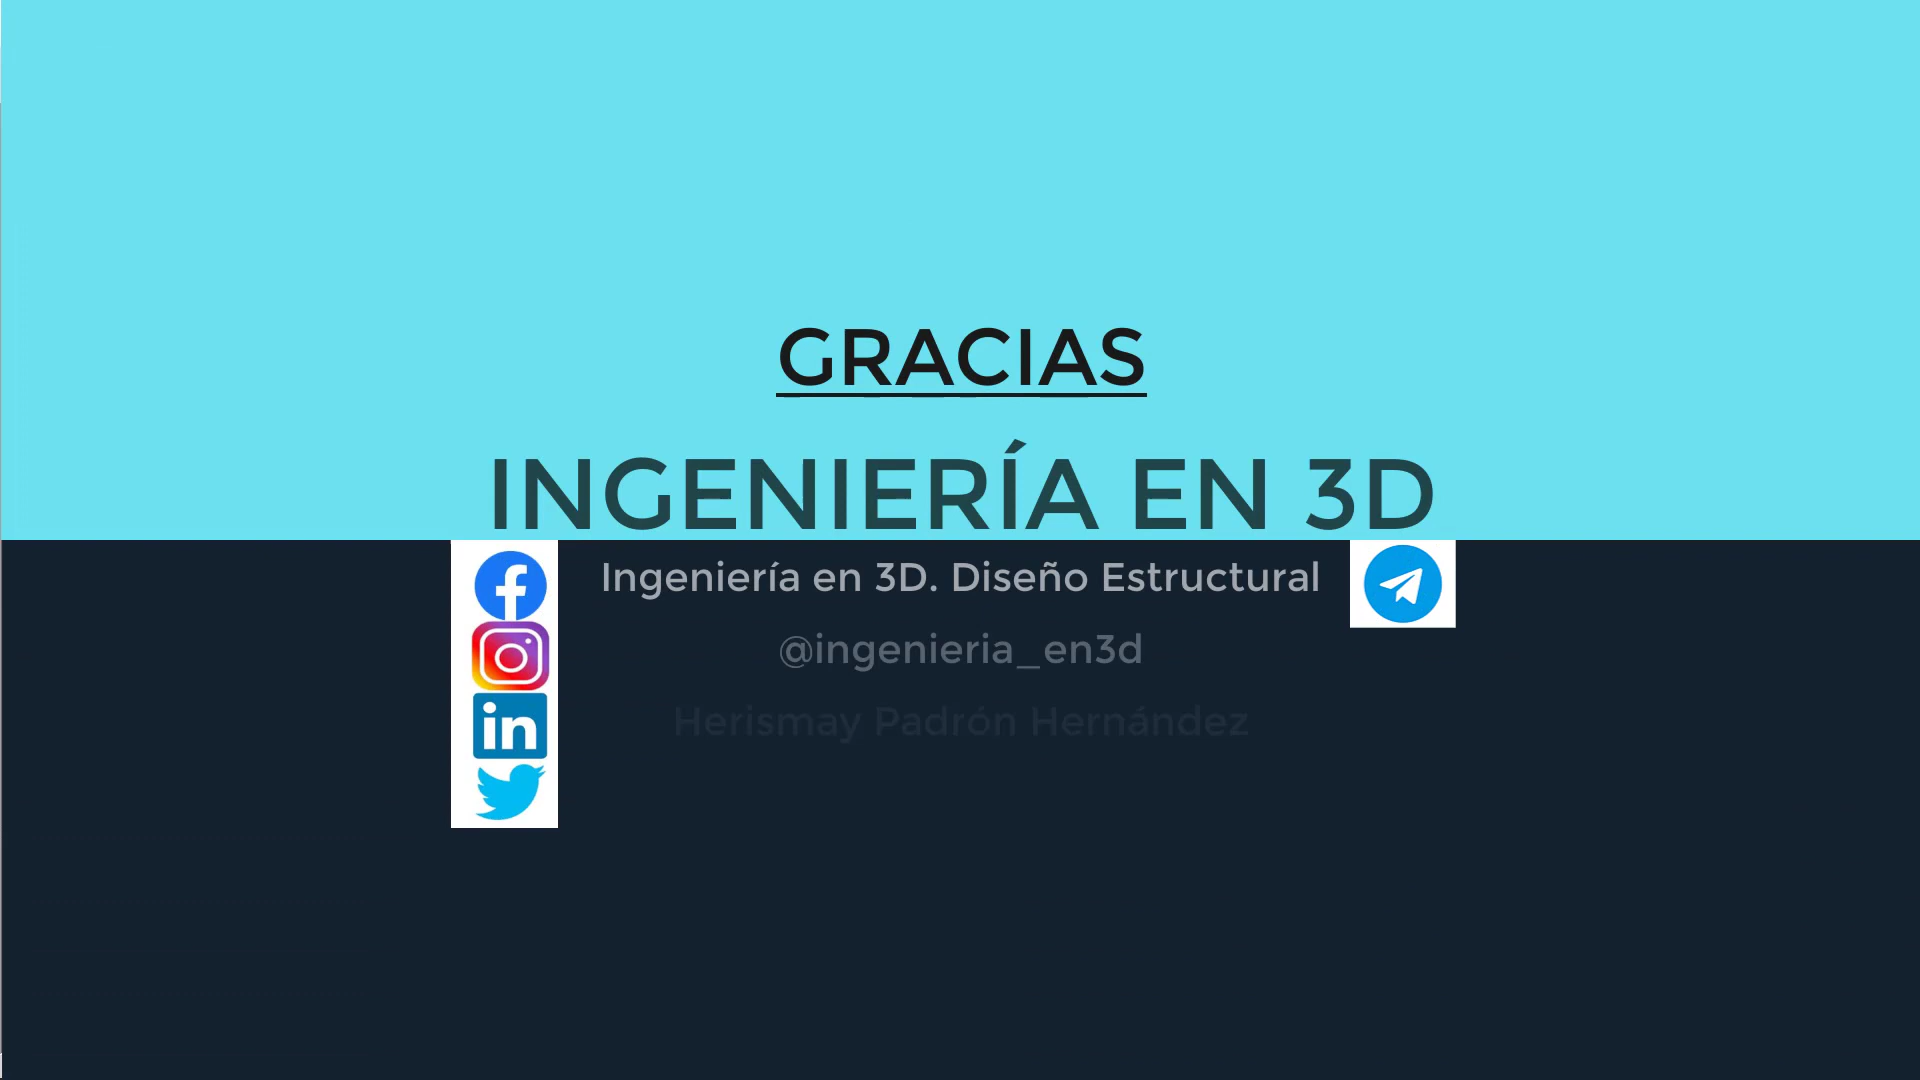 GRACIAS
INGENIERÍA EN 3D
Ingeniería en 3D. Diseño Estructural
@ingenieria_en3d
Herismay Padrón Hernández